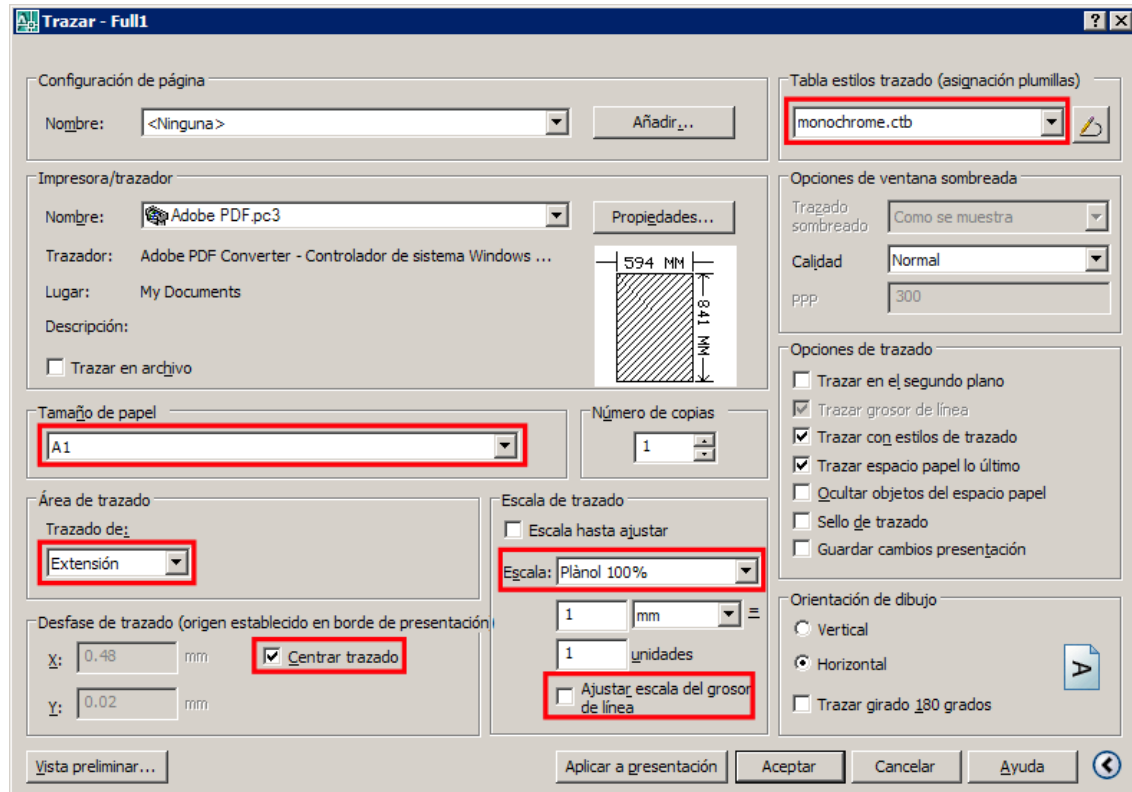 Trazar - Full1
Configuración de página
Nombre: <Ninguna> Añadir...
Tabla estilos trazado (asignación plumillas)
monochrome.ctb
Impresora/trazador
Nombre: Adobe PDF.pc3 Propiedades...
Trazador: Adobe PDF Converter - Controlador de sistema Windows ...
Lugar: My Documents
Descripción:
Trazar en archivo
594 MM
841 MM
Opciones de ventana sombreada
Trazado sombreado Como se muestra
Calidad Normal
PPP 300
Tamaño de papel
A1
Número de copias
1
Opciones de trazado
Trazar en el segundo plano
Trazar grosor de línea
Trazar con estilos de trazado
Trazar espacio papel lo último
Ocultar objetos del espacio papel
Sello de trazado
Guardar cambios presentación
Área de trazado
Trazado de:
Extensión
Escala de trazado
Escala hasta ajustar
Escala: Plànol 100%
1 mm =
1 unidades
Ajustar escala del grosor
de línea
Desfase de trazado (origen establecido en borde de presentación)
X: 0.48 mm Centrar trazado
Y: 0.02 mm
Orientación de dibujo
Vertical
Horizontal
A
Trazar girado 180 grados
Vista preliminar... Aplicar a presentación Aceptar Cancelar Ayuda